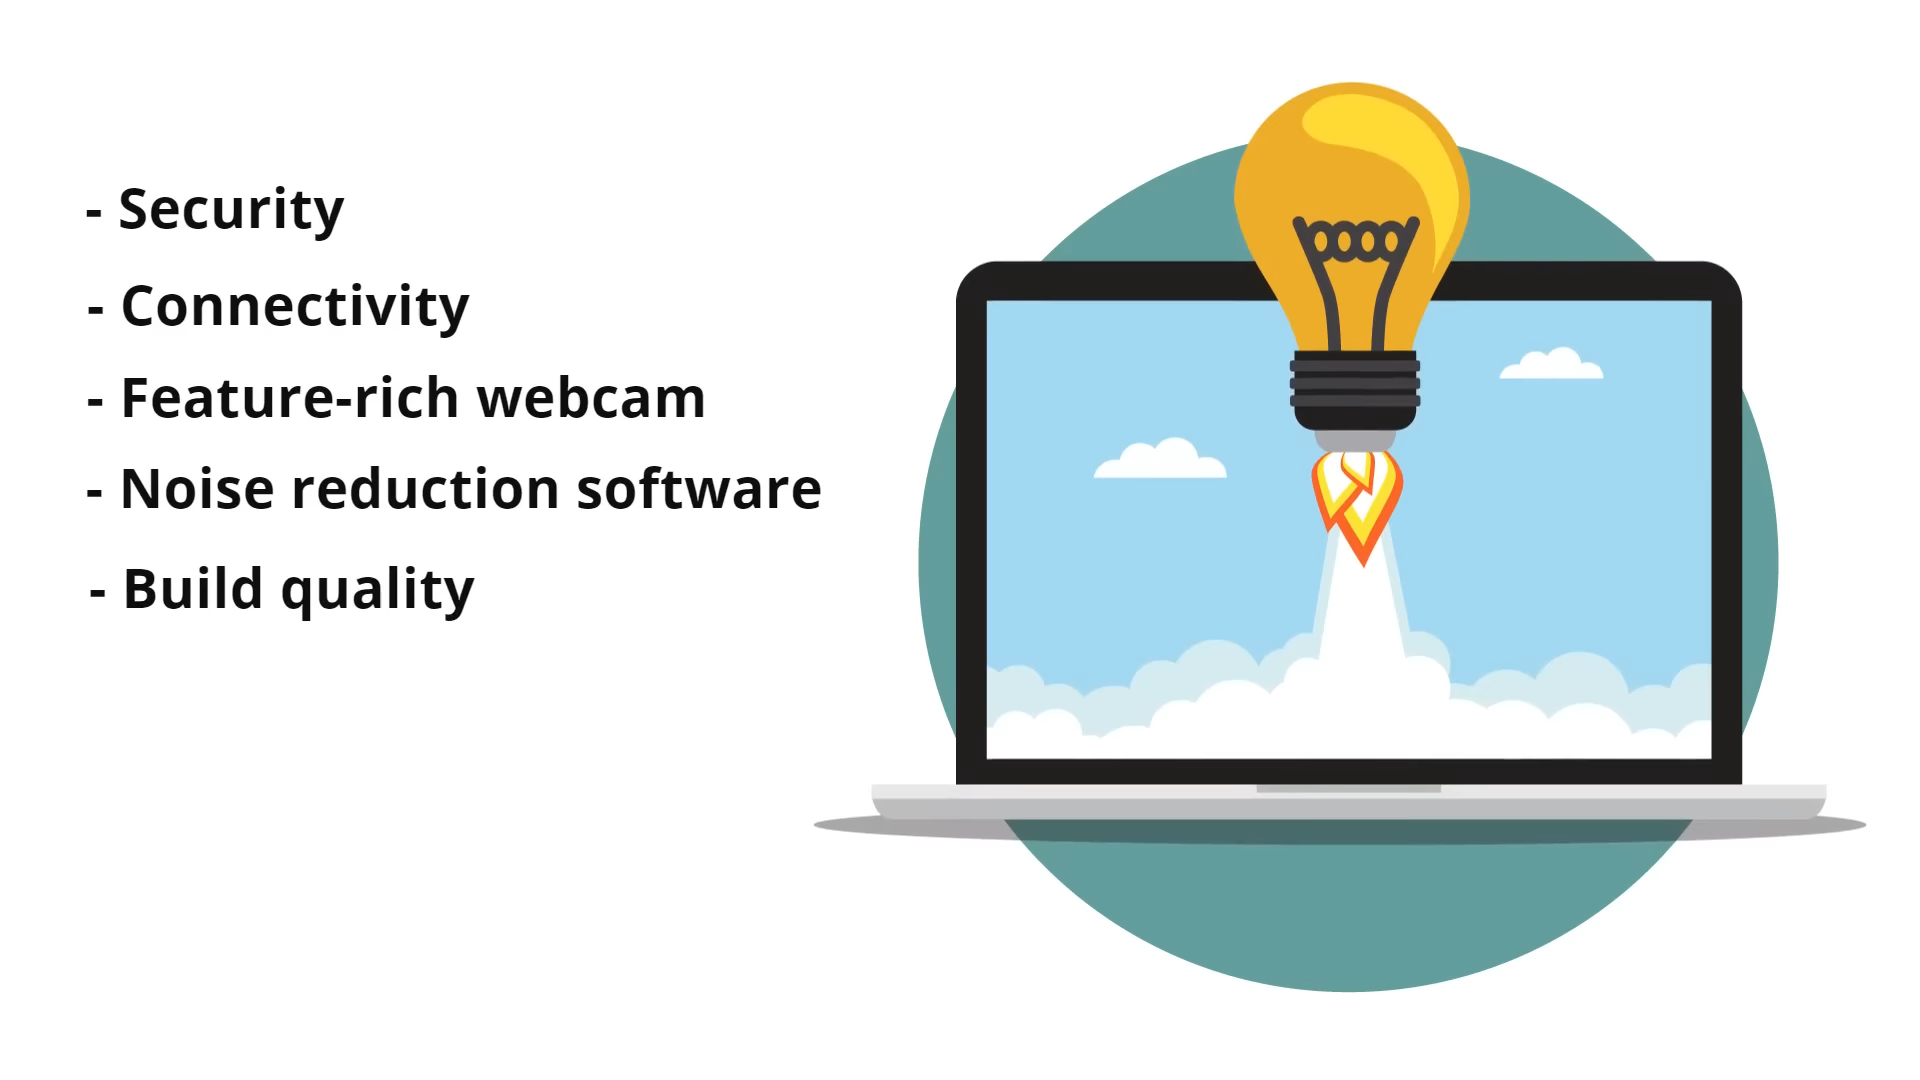 - Security
- Connectivity
- Feature-rich webcam
- Noise reduction software
- Build quality